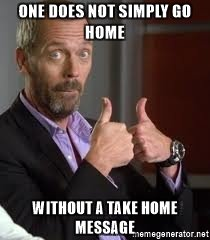 ONE DOES NOT SIMPLY GO
HOME
WITHOUT A TAKE HOME
MESSAGE
memegenerator.net